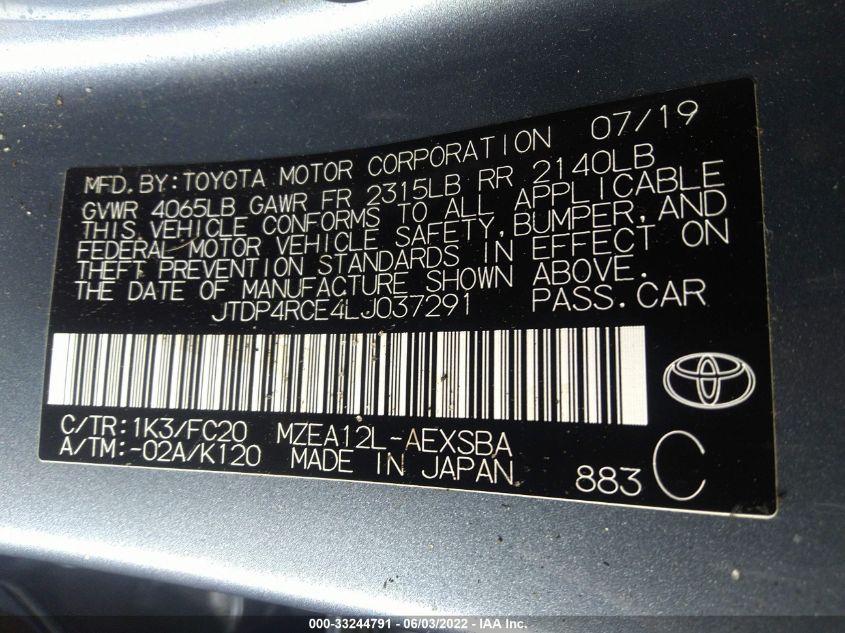 MFD. BY: TOYOTA MOTOR CORPORATION 07/19
GVWR 4065LB GAWR FR 2315LB RR 2140LB
THIS VEHICLE CONFORMS TO ALL APPLICABLE
FEDERAL MOTOR VEHICLE SAFETY, BUMPER, AND
THEFT PREVENTION STANDARDS IN EFFECT ON
THE DATE OF MANUFACTURE SHOWN ABOVE.
JTDP4RCE4LJ037291 PASS. CAR
C/TR: 1K3/FC20 MZEA12L-AEXSBA
A/TM: -02A/K120 MADE IN JAPAN
883 C
000-33244791 - 06/03/2022 - © IAA Inc.